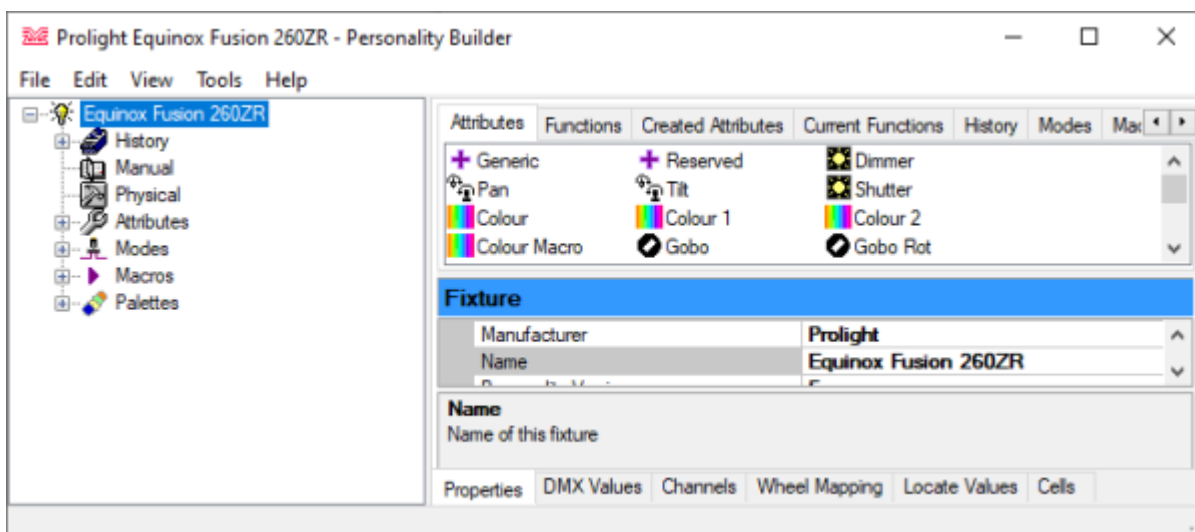 Prolight Equinox Fusion 260ZR - Personality Builder
File Edit View Tools Help
Equinox Fusion 260ZR
History
Manual
Physical
Attributes
Modes
Macros
Palettes
Attributes Functions Created Attributes Current Functions History Modes Mac
Generic Reserved Dimmer
Pan Tilt Shutter
Colour Colour 1 Colour 2
Colour Macro Gobo Gobo Rot
Fixture
Manufacturer Prolight
Name Equinox Fusion 260ZR
Name
Name of this fixture
Properties DMX Values Channels Wheel Mapping Locate Values Cells